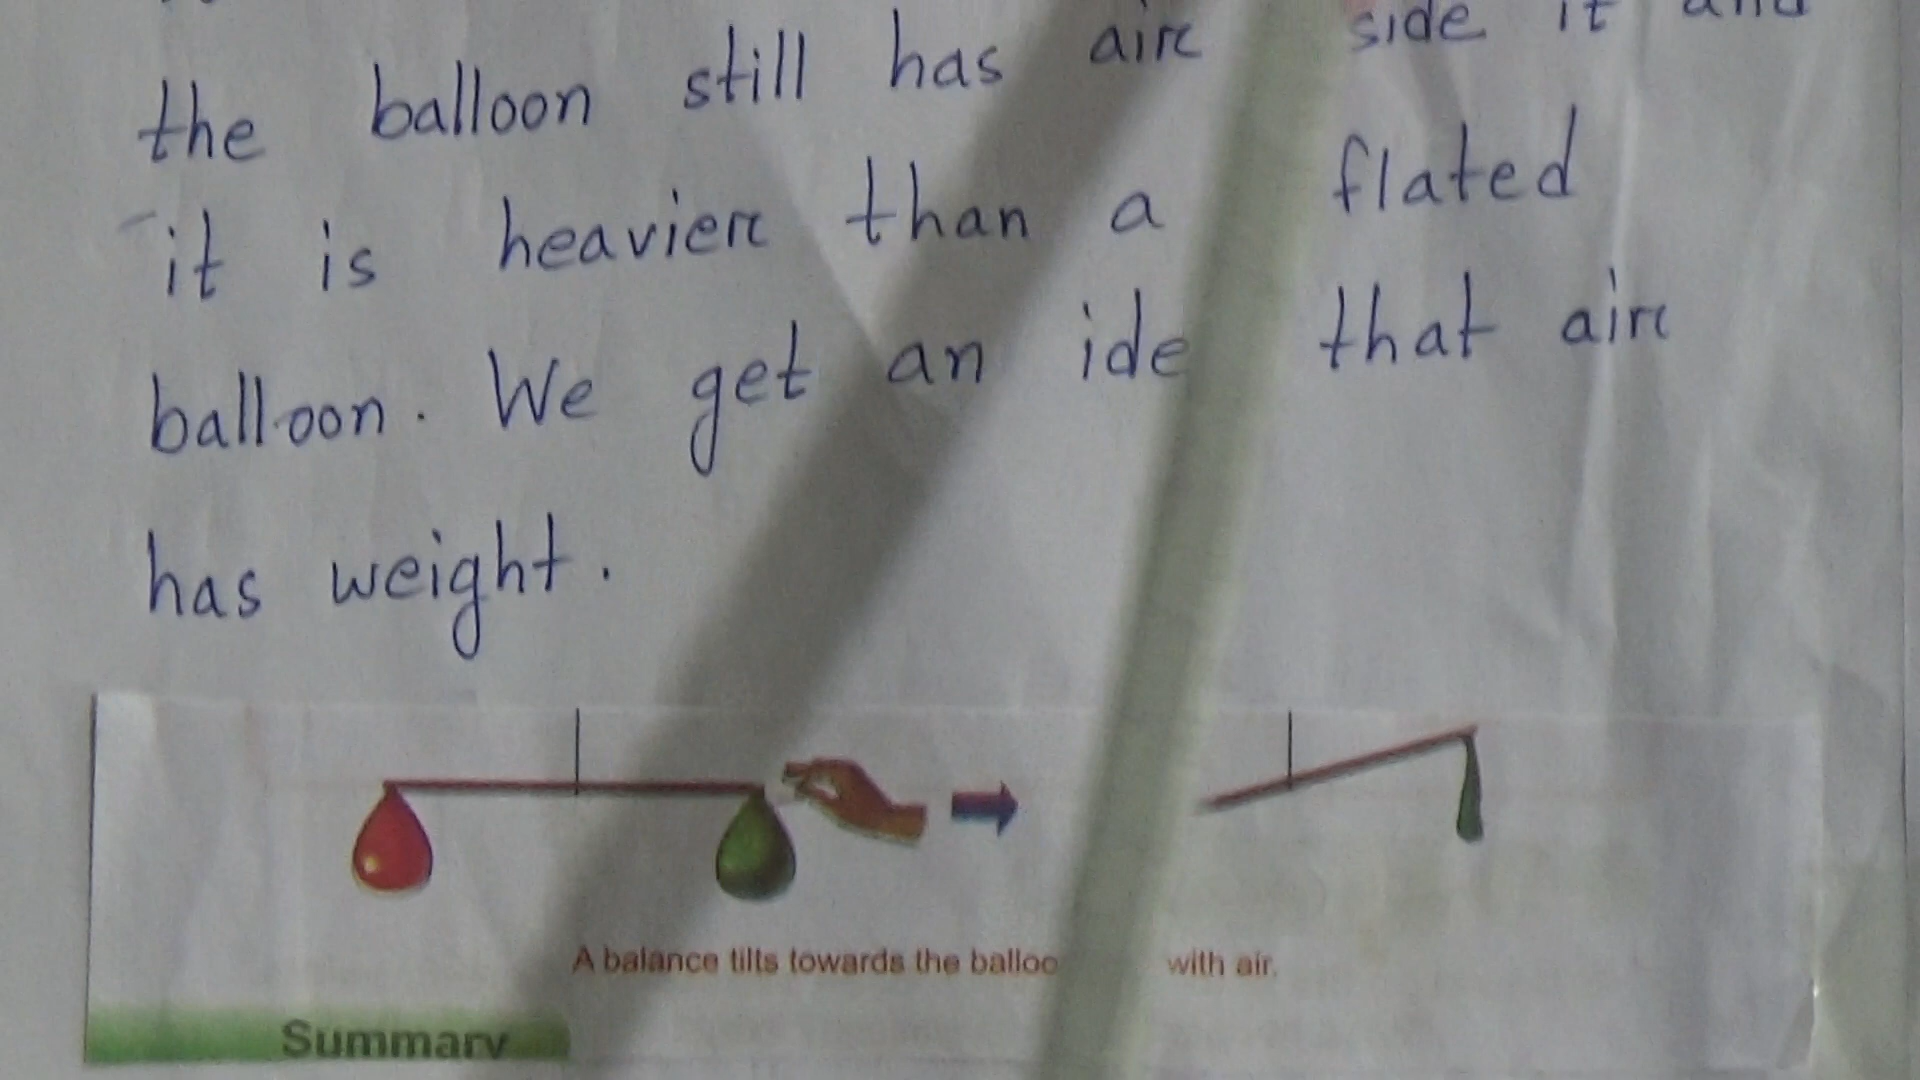 the balloon still has air side it and
it is heavier than a flated
balloon. We get an ide that air
has weight.
A balance tilts towards the balloo with air.
Summary